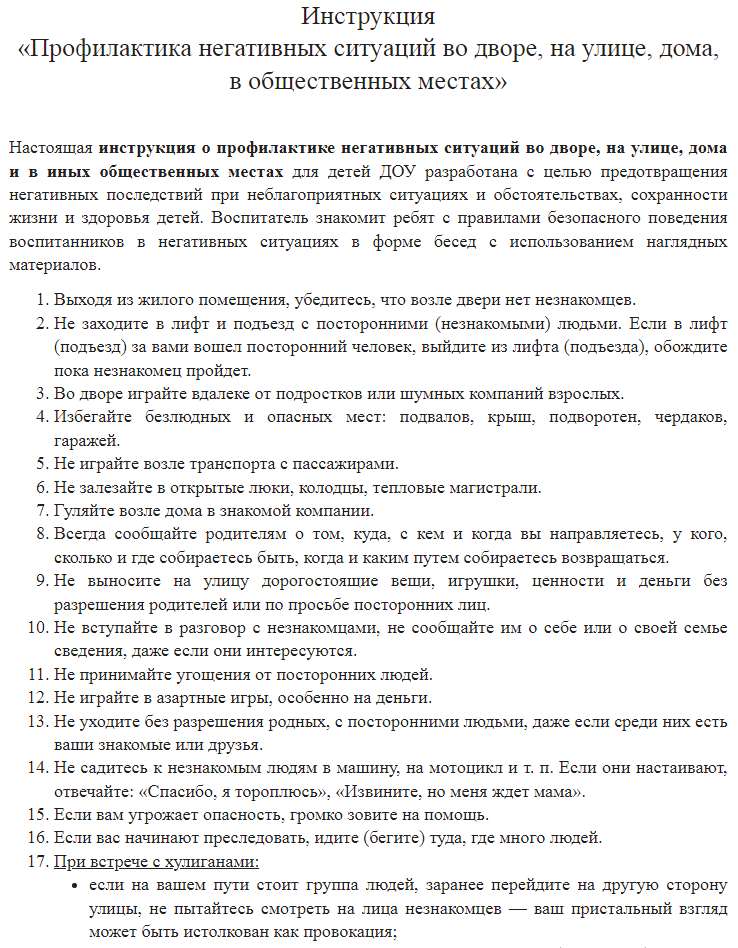 Инструкция
«Профилактика негативных ситуаций во дворе, на улице, дома,
в общественных местах»
Настоящая инструкция о профилактике негативных ситуаций во дворе, на улице, дома
и в иных общественных местах для детей ДОУ разработана с целью предотвращения
негативных последствий при неблагоприятных ситуациях и обстоятельствах, сохранности
жизни и здоровья детей. Воспитатель знакомит ребят с правилами безопасного поведения
воспитанников в негативных ситуациях в форме бесед с использованием наглядных
материалов.
1. Выходя из жилого помещения, убедитесь, что возле двери нет незнакомцев.
2. Не заходите в лифт и подъезд с посторонними (незнакомыми) людьми. Если в лифт
(подъезд) за вами вошел посторонний человек, выйдите из лифта (подъезда), обождите
пока незнакомец пройдет.
3. Во дворе играйте вдалеке от подростков или шумных компаний взрослых.
4. Избегайте безлюдных и опасных мест: подвалов, крыш, подворотен, чердаков,
гаражей.
5. Не играйте возле транспорта с пассажирами.
6. Не залезайте в открытые люки, колодцы, тепловые магистрали.
7. Гуляйте возле дома в знакомой компании.
8. Всегда сообщайте родителям о том, куда, с кем и когда вы направляетесь, у кого,
сколько и где собираетесь быть, когда и каким путем собираетесь возвращаться.
9. Не выносите на улицу дорогостоящие вещи, игрушки, ценности и деньги без
разрешения родителей или по просьбе посторонних лиц.
10. Не вступайте в разговор с незнакомцами, не сообщайте им о себе или о своей семье
сведения, даже если они интересуются.
11. Не принимайте угощения от посторонних людей.
12. Не играйте в азартные игры, особенно на деньги.
13. Не уходите без разрешения родных, с посторонними людьми, даже если среди них есть
ваши знакомые или друзья.
14. Не садитесь к незнакомым людям в машину, на мотоцикл и т. п. Если они настаивают,
отвечайте: «Спасибо, я тороплюсь», «Извините, но меня ждет мама».
15. Если вам угрожает опасность, громко зовите на помощь.
16. Если вас начинают преследовать, идите (бегите) туда, где много людей.
17. При встрече с хулиганами:
• если на вашем пути стоит группа людей, заранее перейдите на другую сторону
улицы, не пытайтесь смотреть на лица незнакомцев — ваш пристальный взгляд
может быть истолкован как провокация;